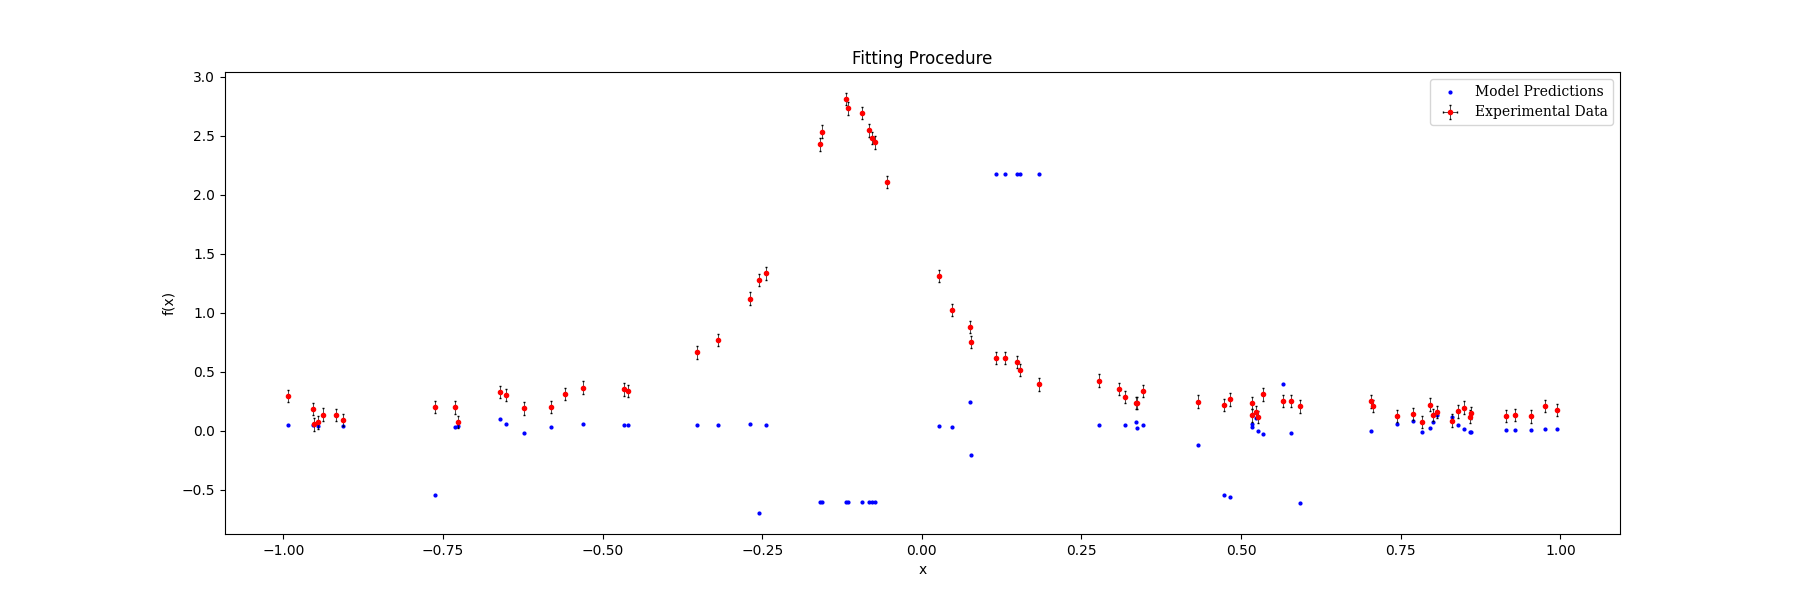 Fitting Procedure
Model Predictions
Experimental Data
f(x)
3.0
2.5
2.0
1.5
1.0
0.5
0.0
−0.5
−1.00 −0.75 −0.50 −0.25 0.00 0.25 0.50 0.75 1.00
x